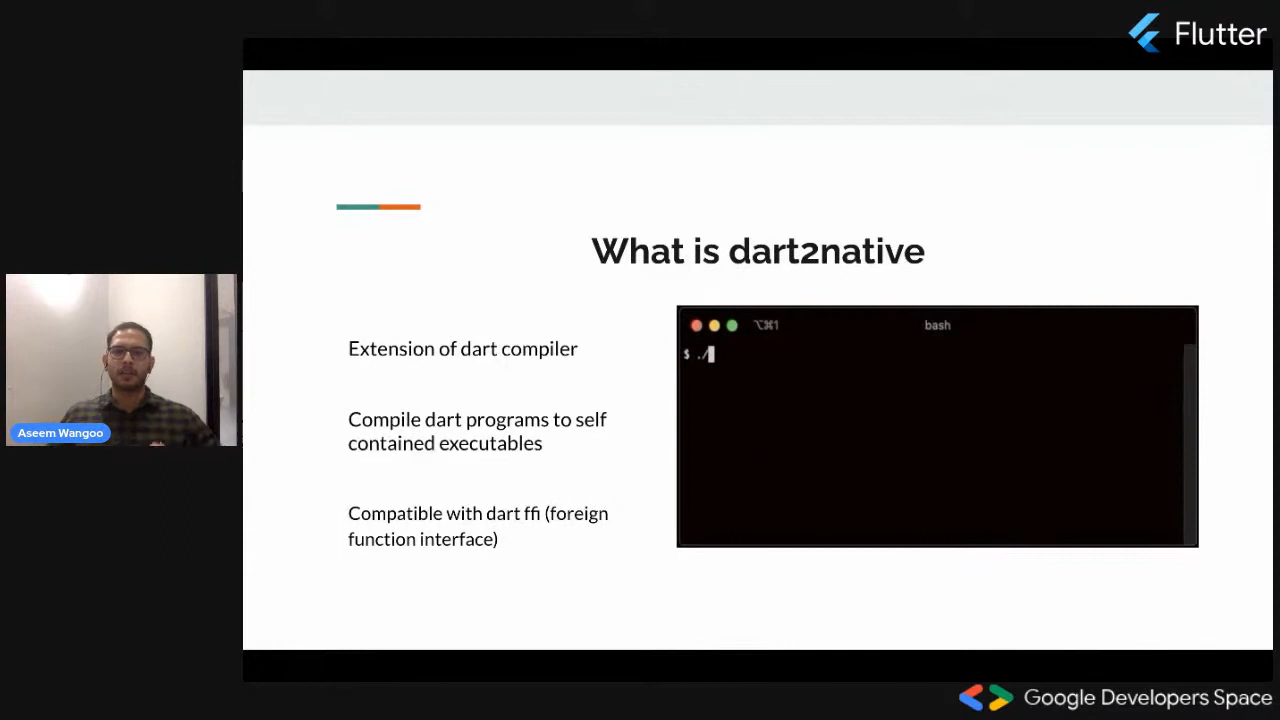 Flutter
What is dart2native
Extension of dart compiler
Compile dart programs to self
contained executables
Compatible with dart ffi (foreign
function interface)
⌥⌘1
bash
$ ./
Aseem Wangoo
Google Developers Space